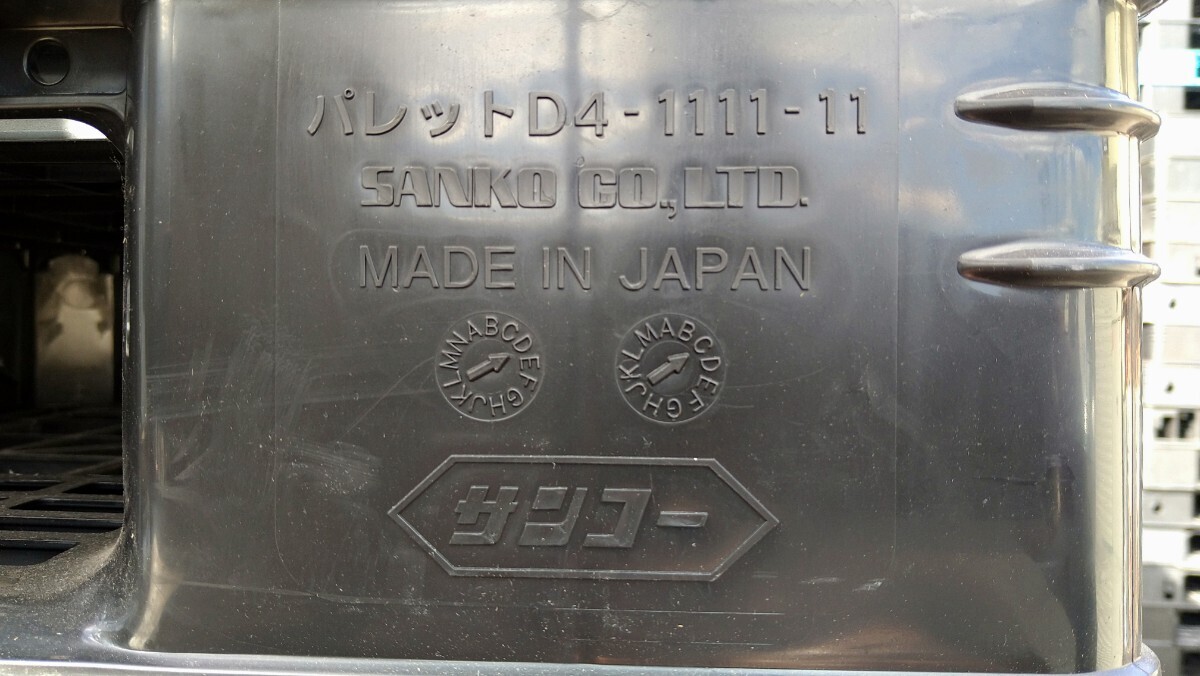 パレットD4-1111-11
SANKO CO.,LTD.
MADE IN JAPAN
ABCDEFGHJKLMN
ABCDEFGHJKLM
サンコー